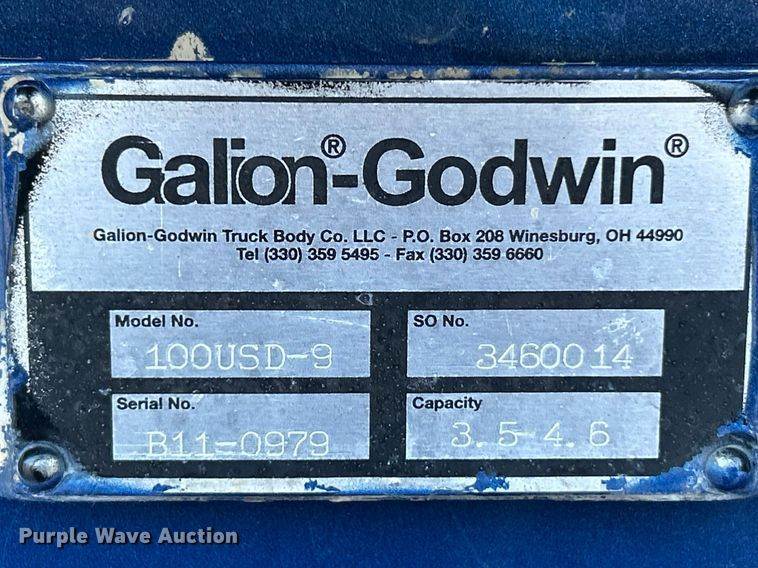 Galion®-Godwin®
Galion-Godwin Truck Body Co. LLC - P.O. Box 208 Winesburg, OH 44990
Tel (330) 359 5495 - Fax (330) 359 6660
Model No.
100USD-9
SO No.
3460014
Serial No.
B11-0979
Capacity
3.5-4.6
Purple Wave Auction